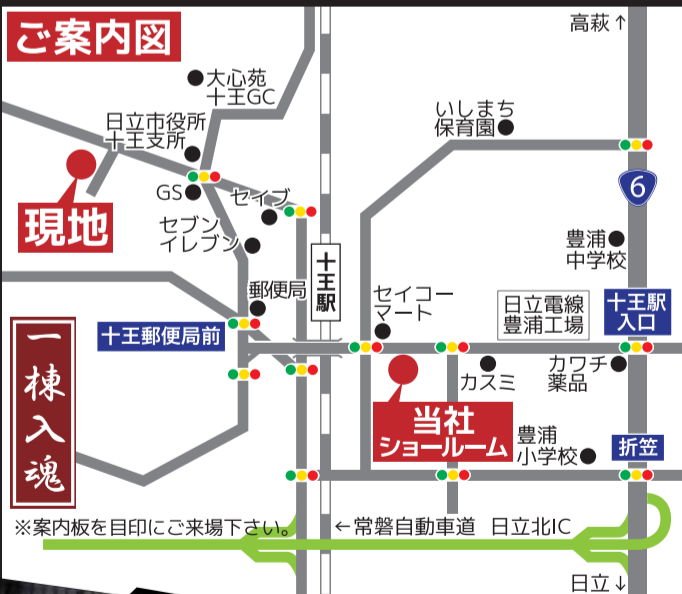 ご案内図
高萩↑
大心苑
十王GC
日立市役所
十王支所
いしまち
保育園
GS
セイブ
6
現地
セブン
イレブン
豊浦
中学校
十王駅
郵便局
セイコー
マート
日立電線
豊浦工場
十王駅
入口
十王郵便局前
一棟入魂
カスミ
カワチ
薬品
当社
ショールーム
豊浦
小学校
折笠
※案内板を目印にご来場下さい。
←常磐自動車道 日立北IC
日立↓